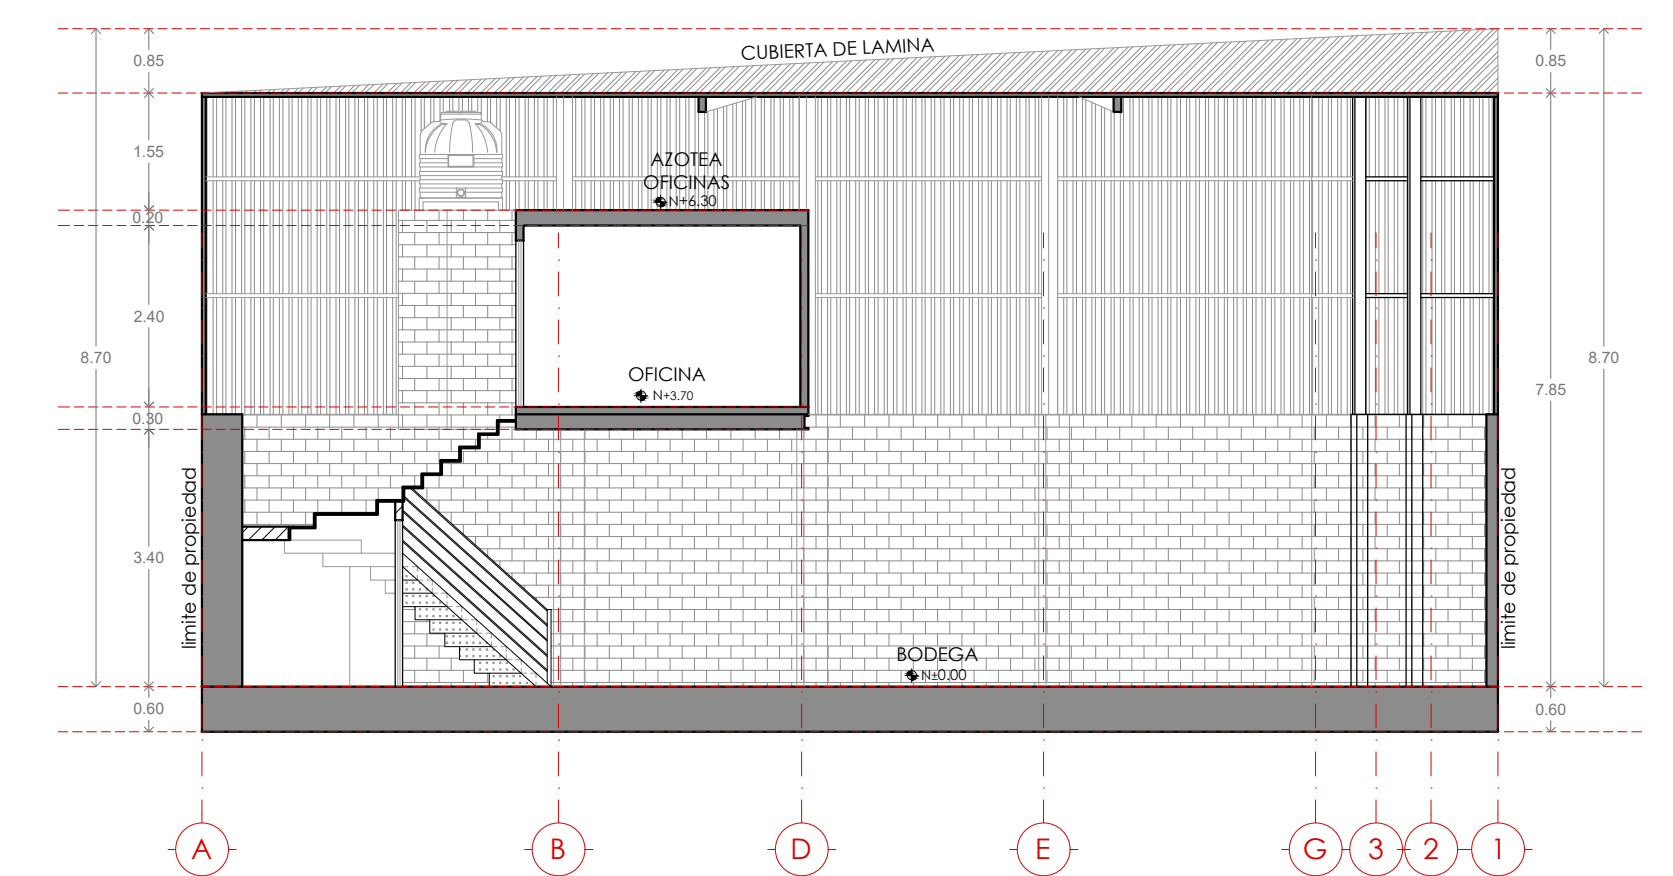 CUBIERTA DE LAMINA
0.85
0.85
1.55
AZOTEA
OFICINAS
N+6.30
0.20
2.40
8.70
8.70
OFICINA
N+3.70
7.85
0.30
limite de propiedad
limite de propiedad
3.40
BODEGA
N±0.00
0.60
0.60
A
B
D
E
G
3
2
1